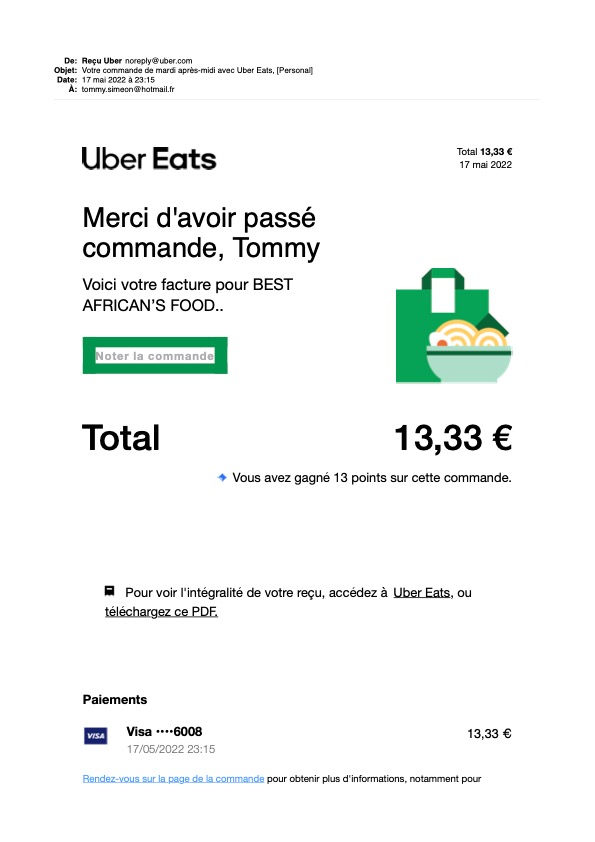 De: Reçu Uber noreply@uber.com
Objet: Votre commande de mardi après-midi avec Uber Eats, [Personal]
Date: 17 mai 2022 à 23:15
À: tommy.simeon@hotmail.fr
Uber Eats
Total 13,33 €
17 mai 2022
Merci d'avoir passé
commande, Tommy
Voici votre facture pour BEST
AFRICAN’S FOOD..
Noter la commande
Total 13,33 €
Vous avez gagné 13 points sur cette commande.
Pour voir l'intégralité de votre reçu, accédez à Uber Eats, ou
téléchargez ce PDF.
Paiements
VISA
Visa ••••6008 13,33 €
17/05/2022 23:15
Rendez-vous sur la page de la commande pour obtenir plus d'informations, notamment pour